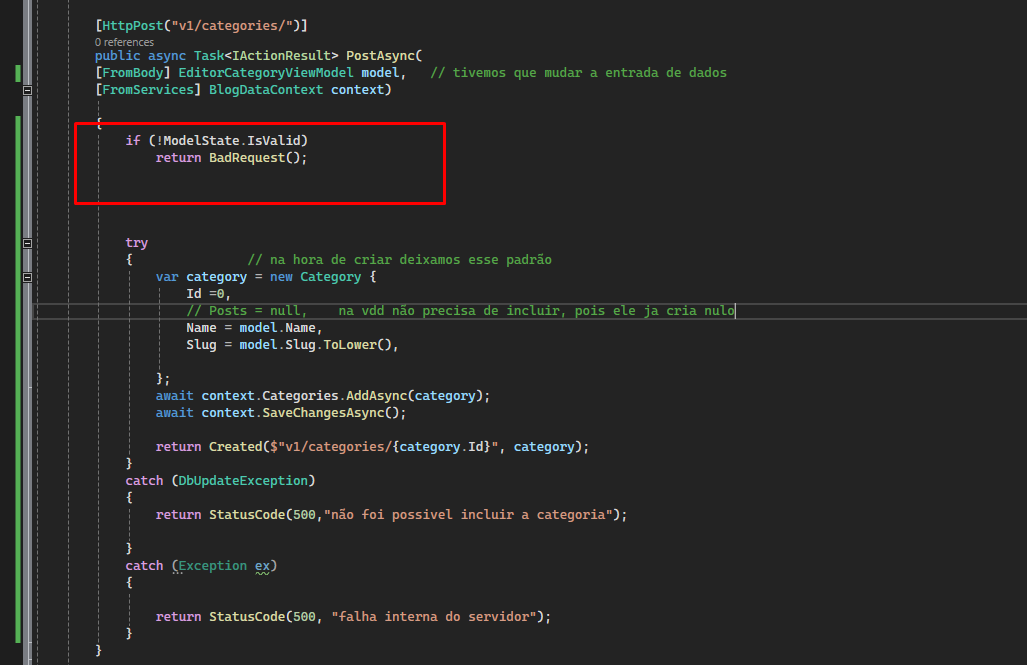 [HttpPost("v1/categories/")]
0 references
public async Task<IActionResult> PostAsync(
[FromBody] EditorCategoryViewModel model,   // tivemos que mudar a entrada de dados
[FromServices] BlogDataContext context)
{
if (!ModelState.IsValid)
return BadRequest();
try
{               // na hora de criar deixamos esse padrão
var category = new Category {
Id =0,
// Posts = null,    na vdd não precisa de incluir, pois ele ja cria nulo
Name = model.Name,
Slug = model.Slug.ToLower(),
};
await context.Categories.AddAsync(category);
await context.SaveChangesAsync();
return Created($"v1/categories/{category.Id}", category);
}
catch (DbUpdateException)
{
return StatusCode(500,"não foi possivel incluir a categoria");
}
catch (Exception ex)
{
return StatusCode(500, "falha interna do servidor");
}
}